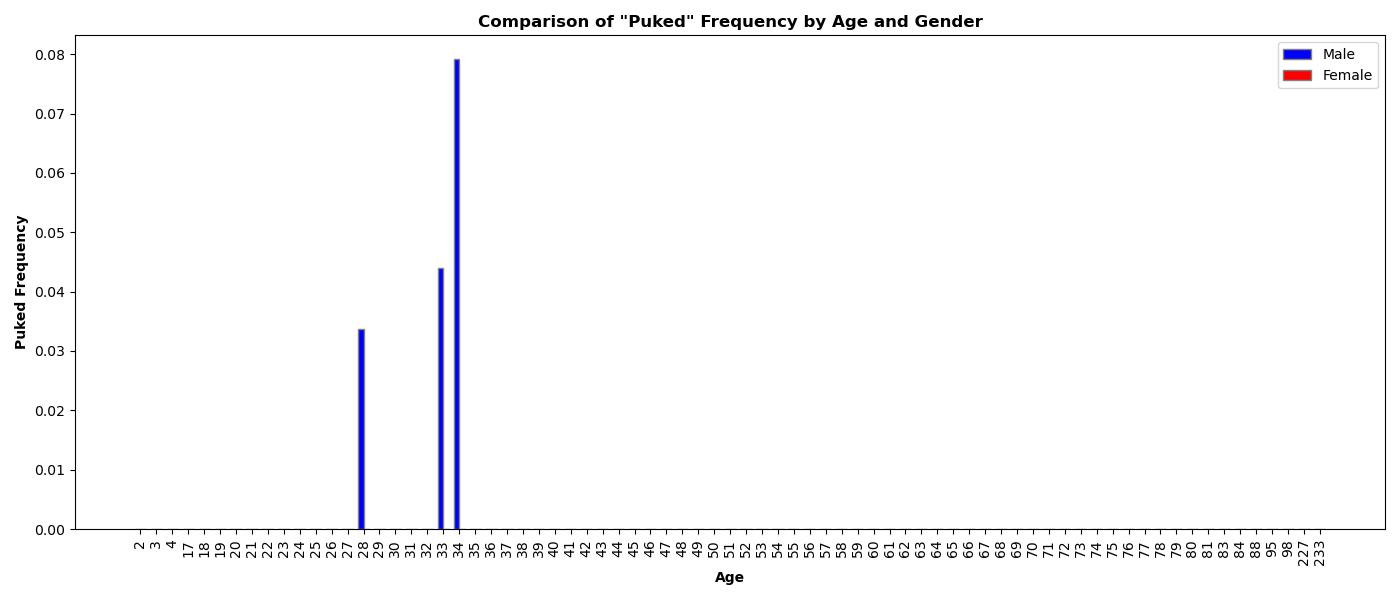 Comparison of "Puked" Frequency by Age and Gender
Male
Female
Puked Frequency
0.08
0.07
0.06
0.05
0.04
0.03
0.02
0.01
0.00
2 3 4 17 18 19 20 21 22 23 24 25 26 27 28 29 30 31 32 33 34 35 36 37 38 39 40 41 42 43 44 45 46 47 48 49 50 51 52 53 54 55 56 57 58 59 60 61 62 63 64 65 66 67 68 69 70 71 72 73 74 75 76 77 78 79 80 81 83 84 88 95 98 227 233
Age